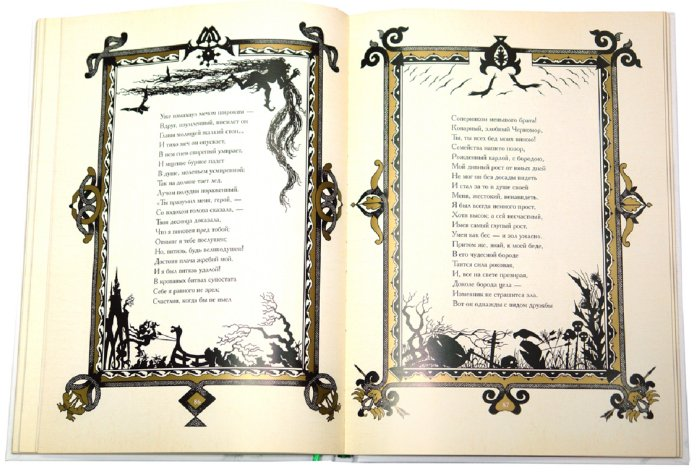 Уже взмахнул мечом широким —
Вдруг, изумленный, внемлет он
Главы молящей жалкий стон...
И тихо меч он опускает,
В нем гнев свирепый умирает,
И мщенье бурное падет
В душе, моленьем усмиренной:
Так на долине тает лед,
Лучом полудня пораженный.
«Ты вразумил меня, герой, —
Со вздохом голова сказала, —
Твоя десница доказала,
Что я виновен пред тобой;
Отныне я тебе послушен;
Но, витязь, будь великодушен!
Достоин плача жребий мой.
И я был витязь удалой!
В кровавых битвах супостата
Себе я равного не зрел;
Счастлив, когда бы не имел
66
Соперником меньшого брата!
Коварный, злобный Черномор,
Ты, ты всех бед моих виною!
Семейства нашего позор,
Рожденный карлой, с бородою,
Мой дивный рост от юных дней
Не мог он без досады видеть
И стал за то в душе своей
Меня, жестокий, ненавидеть.
Я был всегда немного прост,
Хотя высок; а сей несчастный,
Имея самый глупый рост,
Умен как бес — и зол ужасно.
Притом же, знай, к моей беде,
В его чудесной бороде
Таится сила роковая,
И, все на свете презирая,
Доколе борода цела —
Изменник не страшится зла.
Вот он однажды с видом дружбы
67